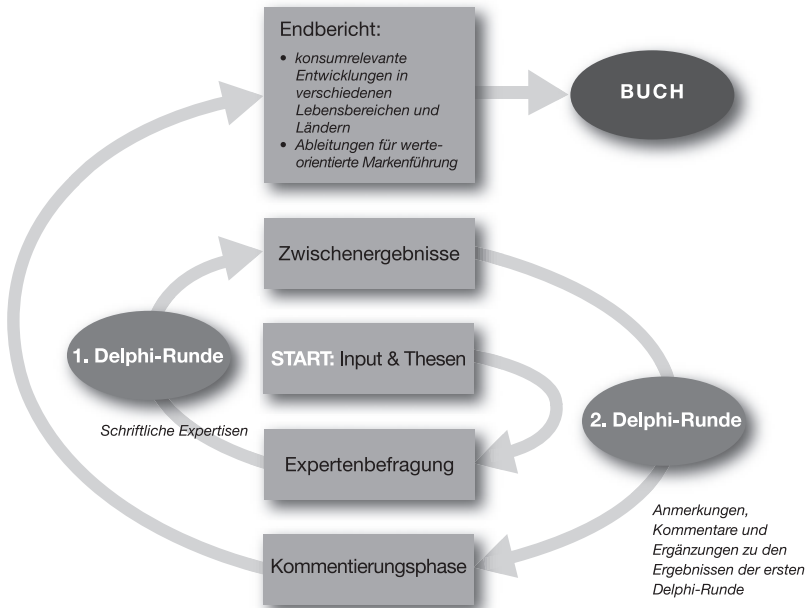 Endbericht:
• konsumrelevante
Entwicklungen in
verschiedenen
Lebensbereichen und
Ländern
• Ableitungen für werte-
orientierte Markenführung
BUCH
Zwischenergebnisse
1. Delphi-Runde
START: Input & Thesen
2. Delphi-Runde
Schriftliche Expertisen
Expertenbefragung
Anmerkungen,
Kommentare und
Ergänzungen zu den
Ergebnissen der ersten
Delphi-Runde
Kommentierungsphase